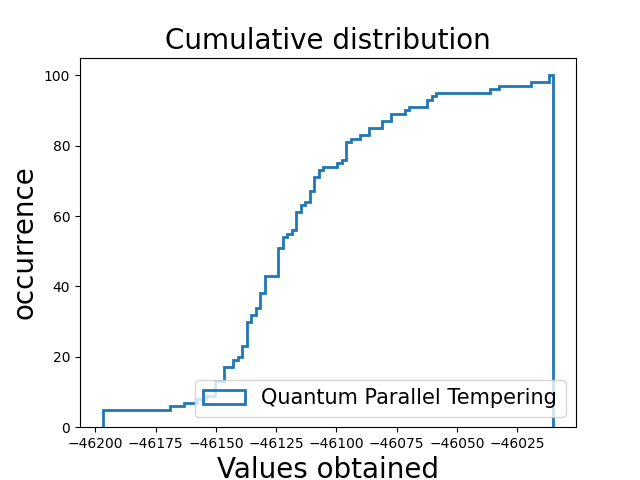 Cumulative distribution
occurrence
100
80
60
40
20
0
Quantum Parallel Tempering
−46200 −46175 −46150 −46125 −46100 −46075 −46050 −46025
Values obtained